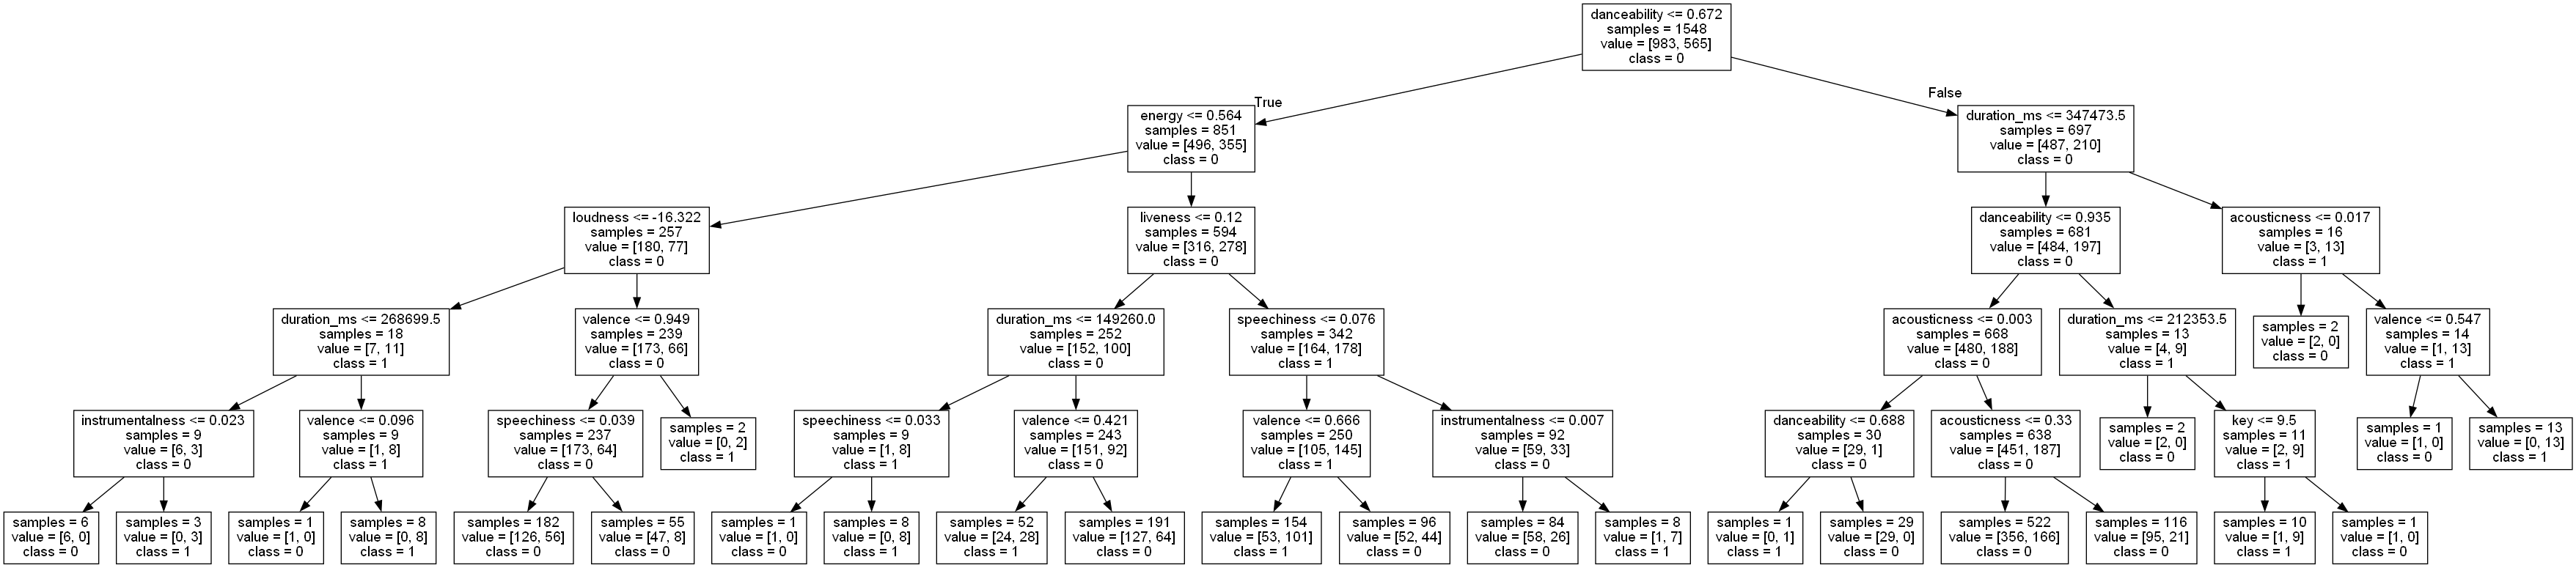 danceability <= 0.672
samples = 1548
value = [983, 565]
class = 0
True
False
energy <= 0.564
samples = 851
value = [496, 355]
class = 0
duration_ms <= 347473.5
samples = 697
value = [487, 210]
class = 0
loudness <= -16.322
samples = 257
value = [180, 77]
class = 0
liveness <= 0.12
samples = 594
value = [316, 278]
class = 0
danceability <= 0.935
samples = 681
value = [484, 197]
class = 0
acousticness <= 0.017
samples = 16
value = [3, 13]
class = 1
duration_ms <= 268699.5
samples = 18
value = [7, 11]
class = 1
valence <= 0.949
samples = 239
value = [173, 66]
class = 0
duration_ms <= 149260.0
samples = 252
value = [152, 100]
class = 0
speechiness <= 0.076
samples = 342
value = [164, 178]
class = 1
acousticness <= 0.003
samples = 668
value = [480, 188]
class = 0
duration_ms <= 212353.5
samples = 13
value = [4, 9]
class = 1
samples = 2
value = [2, 0]
class = 0
valence <= 0.547
samples = 14
value = [1, 13]
class = 1
instrumentalness <= 0.023
samples = 9
value = [6, 3]
class = 0
valence <= 0.096
samples = 9
value = [1, 8]
class = 1
speechiness <= 0.039
samples = 237
value = [173, 64]
class = 0
samples = 2
value = [0, 2]
class = 1
speechiness <= 0.033
samples = 9
value = [1, 8]
class = 1
valence <= 0.421
samples = 243
value = [151, 92]
class = 0
valence <= 0.666
samples = 250
value = [105, 145]
class = 1
instrumentalness <= 0.007
samples = 92
value = [59, 33]
class = 0
danceability <= 0.688
samples = 30
value = [29, 1]
class = 0
acousticness <= 0.33
samples = 638
value = [451, 187]
class = 0
samples = 2
value = [2, 0]
class = 0
key <= 9.5
samples = 11
value = [2, 9]
class = 1
samples = 1
value = [1, 0]
class = 0
samples = 13
value = [0, 13]
class = 1
samples = 6
value = [6, 0]
class = 0
samples = 3
value = [0, 3]
class = 1
samples = 1
value = [1, 0]
class = 0
samples = 8
value = [0, 8]
class = 1
samples = 182
value = [126, 56]
class = 0
samples = 55
value = [47, 8]
class = 0
samples = 1
value = [1, 0]
class = 0
samples = 8
value = [0, 8]
class = 1
samples = 52
value = [24, 28]
class = 1
samples = 191
value = [127, 64]
class = 0
samples = 154
value = [53, 101]
class = 1
samples = 96
value = [52, 44]
class = 0
samples = 84
value = [58, 26]
class = 0
samples = 8
value = [1, 7]
class = 1
samples = 1
value = [0, 1]
class = 1
samples = 29
value = [29, 0]
class = 0
samples = 522
value = [356, 166]
class = 0
samples = 116
value = [95, 21]
class = 0
samples = 10
value = [1, 9]
class = 1
samples = 1
value = [1, 0]
class = 0